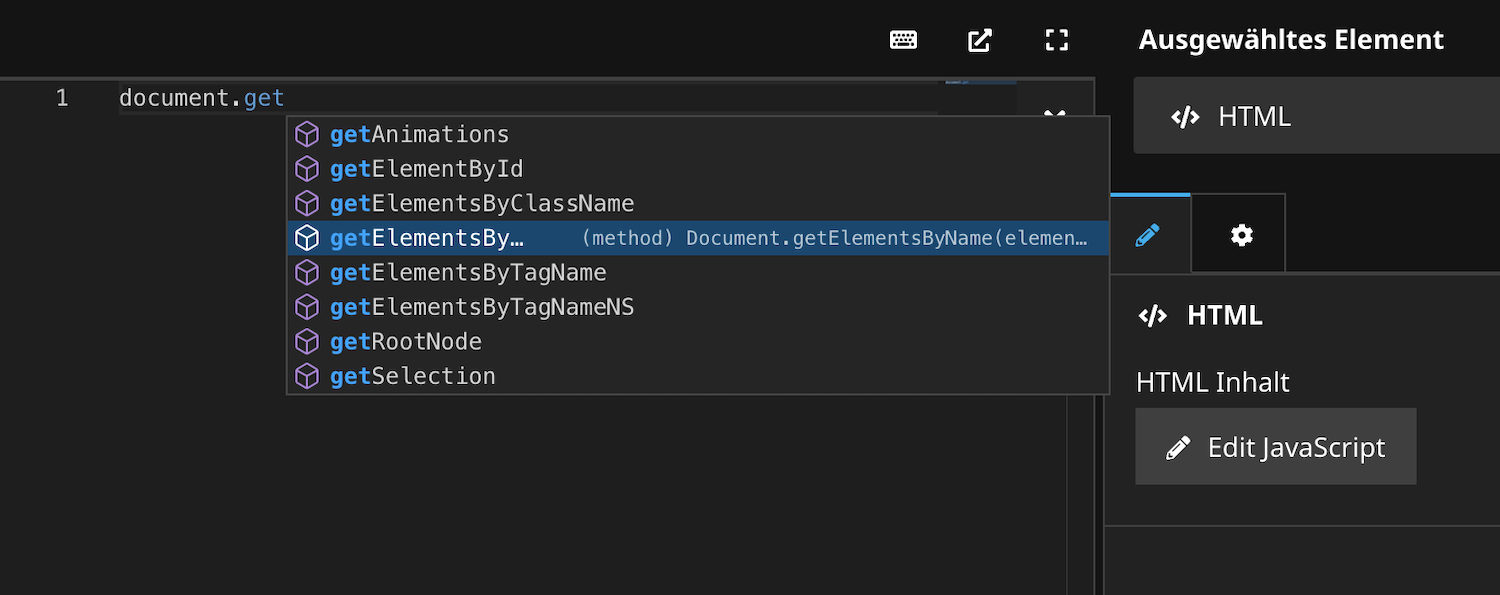 Ausgewähltes Element
1 document.get
HTML
getAnimations
getElementById
getElementsByClassName
getElementsBy… (method) Document.getElementsByName(elemen…
getElementsByTagName
getElementsByTagNameNS
getRootNode
getSelection
HTML
HTML Inhalt
Edit JavaScript